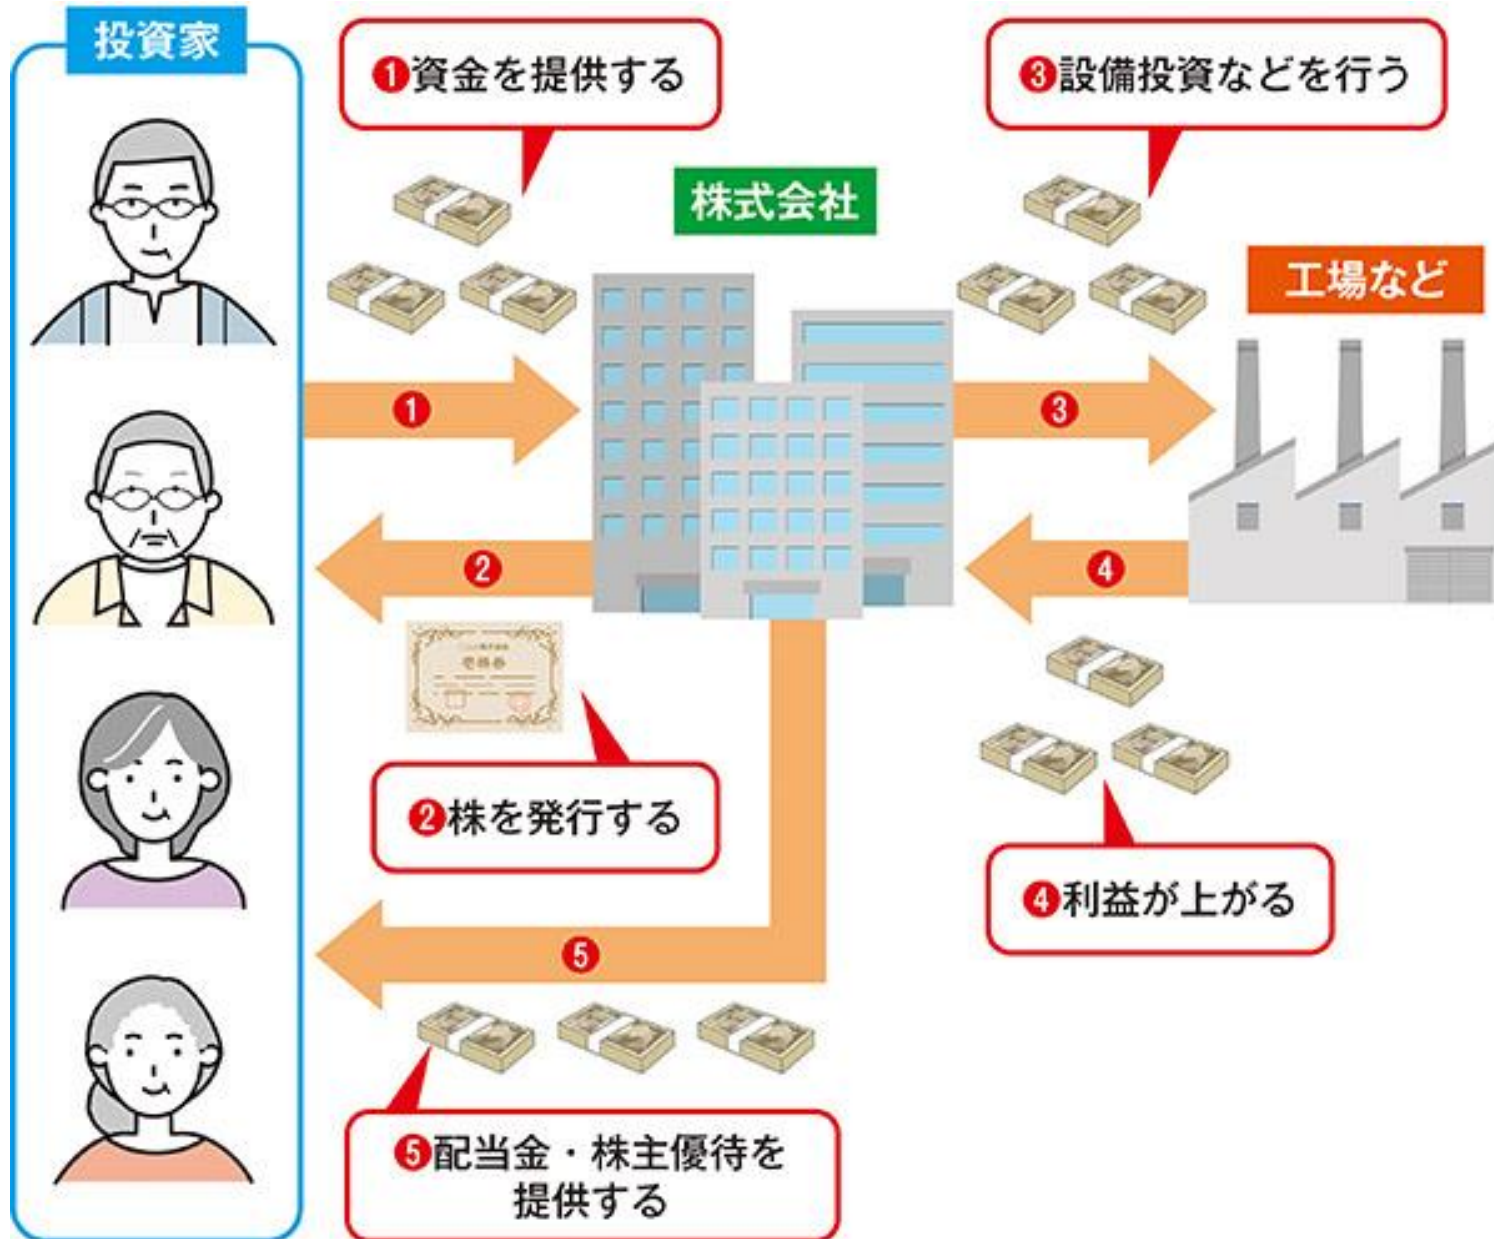 投資家
❶資金を提供する
❸設備投資などを行う
株式会社
工場など
❶
❸
❷
❹
❷株を発行する
❹利益が上がる
❺
❺配当金・株主優待を
提供する